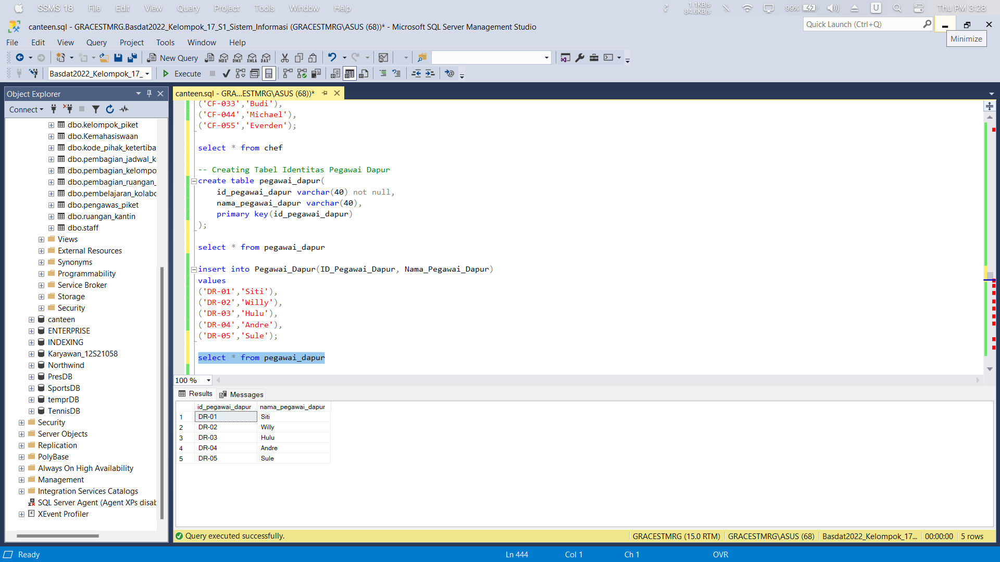 SSMS 18 File Edit View Query Project Tools Window Help 1.1KB/s 84.6KB/s 99% U Thu PM 3:28
canteen.sql - GRACESTMRG.Basdat2022_Kelompok_17_S1_Sistem_Informasi (GRACESTMRG\ASUS (68))* - Microsoft SQL Server Management Studio
Quick Launch (Ctrl+Q)
Minimize
File Edit View Query Project Tools Window Help
New Query MDX DMX XMLA DAX
Basdat2022_Kelompok_17_ Execute
Object Explorer
Connect
dbo.kelompok_piket
dbo.Kemahasiswaan
dbo.kode_pihak_ketertiba
dbo.pembagian_jadwal_k
dbo.pembagian_kelompo
dbo.pembagian_ruangan_
dbo.pembelajaran_kolabo
dbo.pengawas_piket
dbo.ruangan_kantin
dbo.staff
Views
External Resources
Synonyms
Programmability
Service Broker
Storage
Security
canteen
ENTERPRISE
INDEXING
Karyawan_12S21058
Northwind
PresDB
SportsDB
temprDB
TennisDB
Security
Server Objects
Replication
PolyBase
Always On High Availability
Management
Integration Services Catalogs
SQL Server Agent (Agent XPs disab
XEvent Profiler
canteen.sql - GRA...ESTMRG\ASUS (68))*
('CF-033','Budi'),
('CF-044','Michael'),
('CF-055','Everden');
select * from chef
-- Creating Tabel Identitas Pegawai Dapur
create table pegawai_dapur(
id_pegawai_dapur varchar(40) not null,
nama_pegawai_dapur varchar(40),
primary key(id_pegawai_dapur)
);
select * from pegawai_dapur
insert into Pegawai_Dapur(ID_Pegawai_Dapur, Nama_Pegawai_Dapur)
values
('DR-01','Siti'),
('DR-02','Willy'),
('DR-03','Hulu'),
('DR-04','Andre'),
('DR-05','Sule');
select * from pegawai_dapur
100 %
Results Messages
id_pegawai_dapur nama_pegawai_dapur
1 DR-01 Siti
2 DR-02 Willy
3 DR-03 Hulu
4 DR-04 Andre
5 DR-05 Sule
Query executed successfully. GRACESTMRG (15.0 RTM) GRACESTMRG\ASUS (68) Basdat2022_Kelompok_17... 00:00:00 5 rows
Ready Ln 444 Col 1 Ch 1 OVR